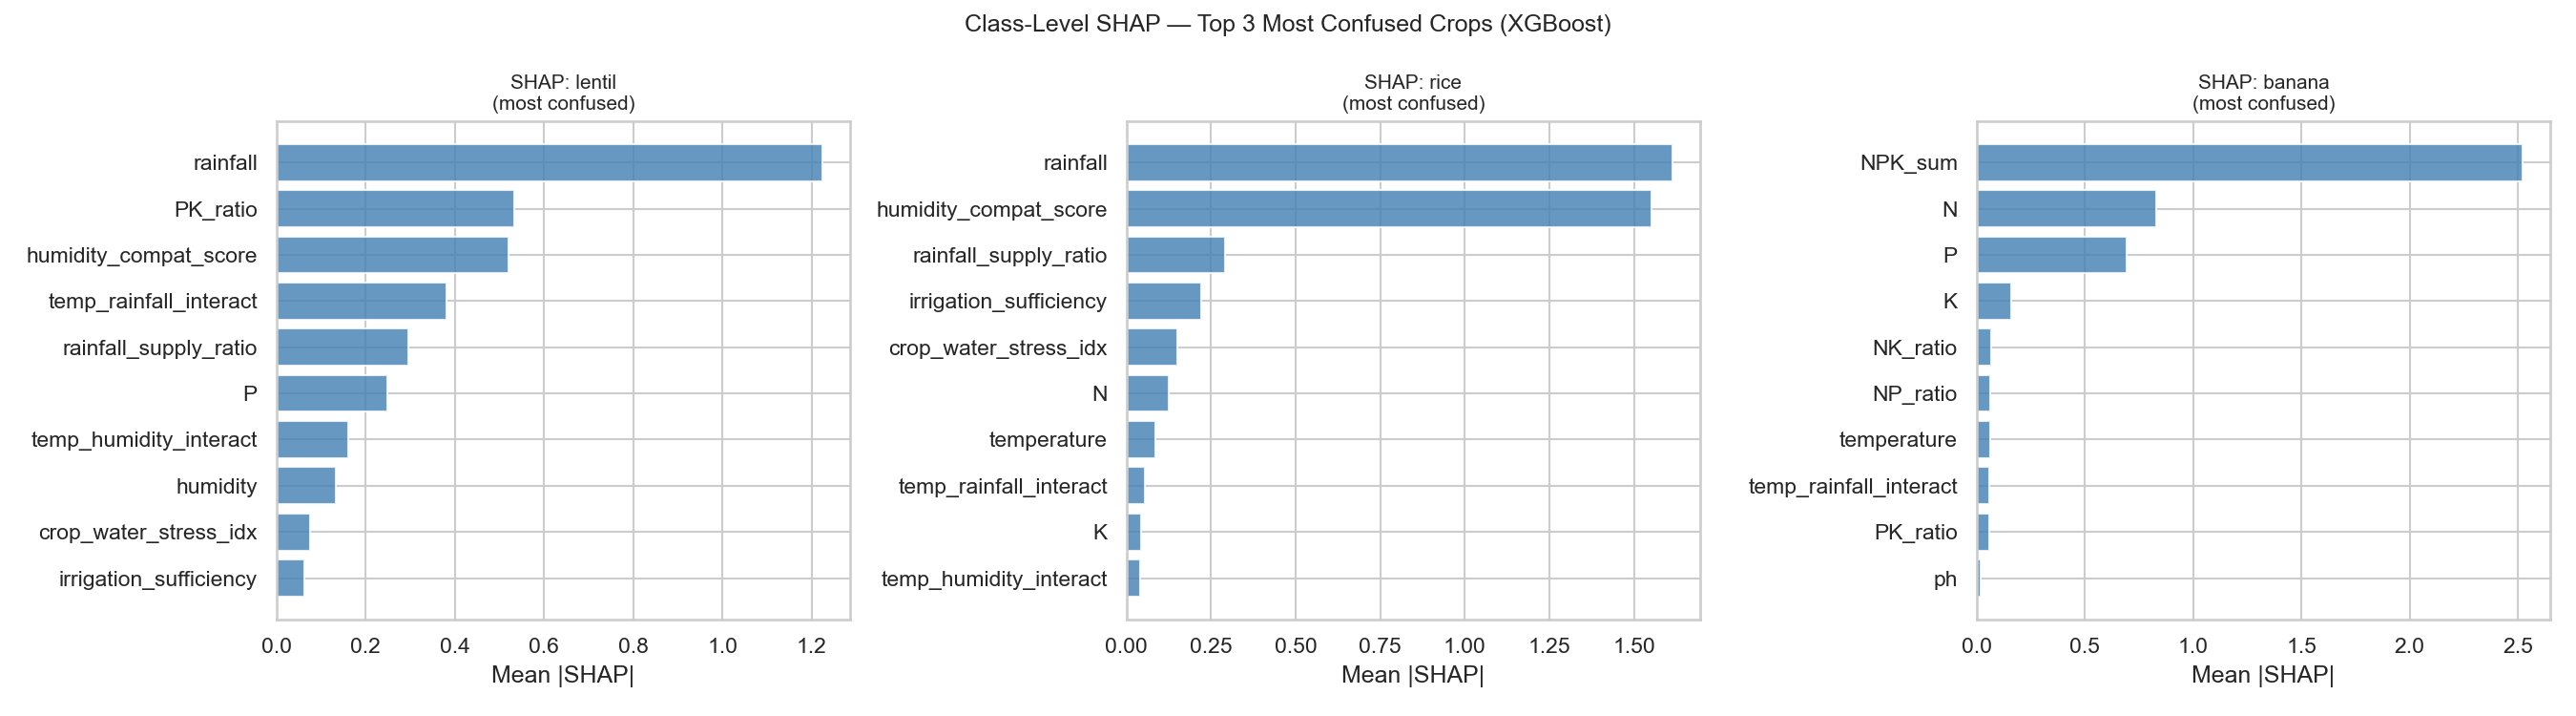 Class-Level SHAP — Top 3 Most Confused Crops (XGBoost)
SHAP: lentil
(most confused)
rainfall
PK_ratio
humidity_compat_score
temp_rainfall_interact
rainfall_supply_ratio
P
temp_humidity_interact
humidity
crop_water_stress_idx
irrigation_sufficiency
0.0 0.2 0.4 0.6 0.8 1.0 1.2
Mean |SHAP|
SHAP: rice
(most confused)
rainfall
humidity_compat_score
rainfall_supply_ratio
irrigation_sufficiency
crop_water_stress_idx
N
temperature
temp_rainfall_interact
K
temp_humidity_interact
0.00 0.25 0.50 0.75 1.00 1.25 1.50
Mean |SHAP|
SHAP: banana
(most confused)
NPK_sum
N
P
K
NK_ratio
NP_ratio
temperature
temp_rainfall_interact
PK_ratio
ph
0.0 0.5 1.0 1.5 2.0 2.5
Mean |SHAP|